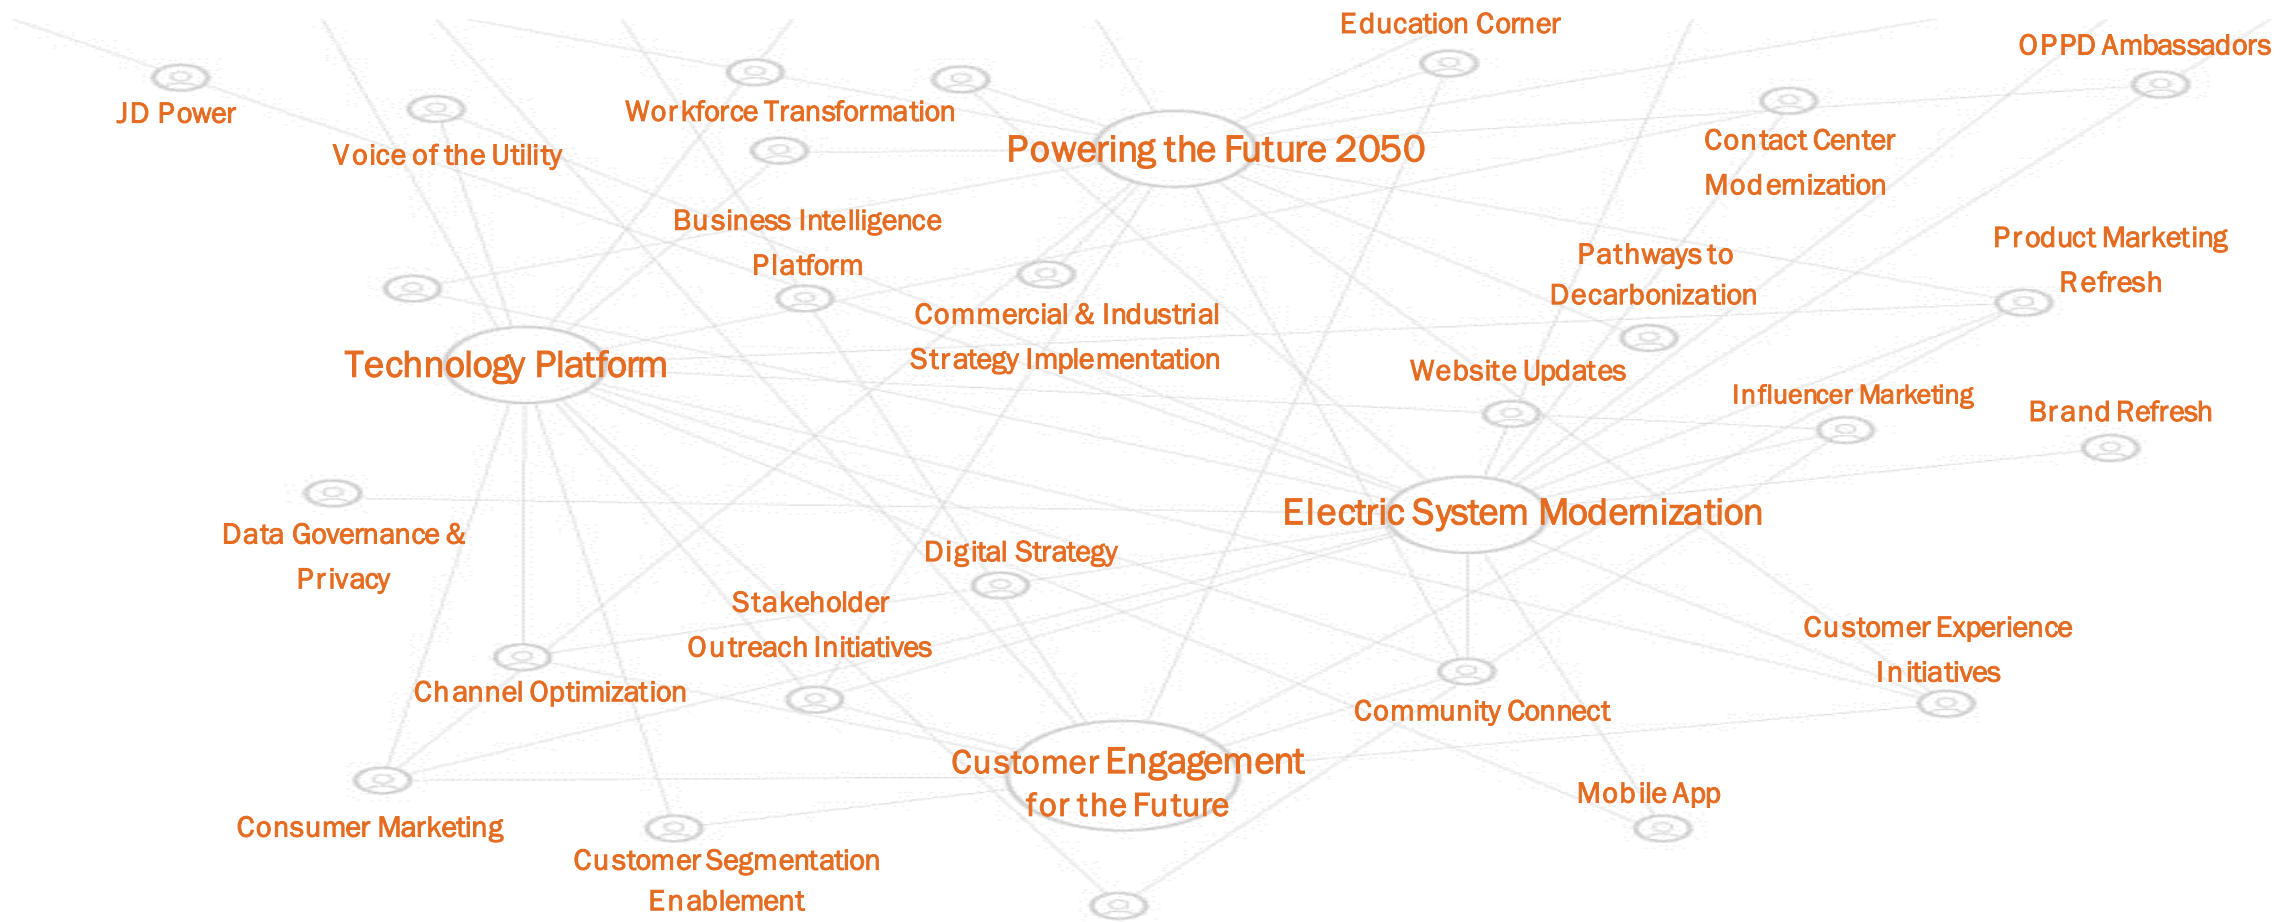 Education Corner
OPPD Ambassadors
JD Power
Workforce Transformation
Voice of the Utility
Powering the Future 2050
Contact Center
Modernization
Business Intelligence
Platform
Pathways to
Decarbonization
Product Marketing
Refresh
Commercial & Industrial
Strategy Implementation
Technology Platform
Website Updates
Influencer Marketing
Brand Refresh
Data Governance &
Privacy
Electric System Modernization
Digital Strategy
Stakeholder
Outreach Initiatives
Customer Experience
Initiatives
Channel Optimization
Community Connect
Customer Engagement
for the Future
Mobile App
Consumer Marketing
Customer Segmentation
Enablement